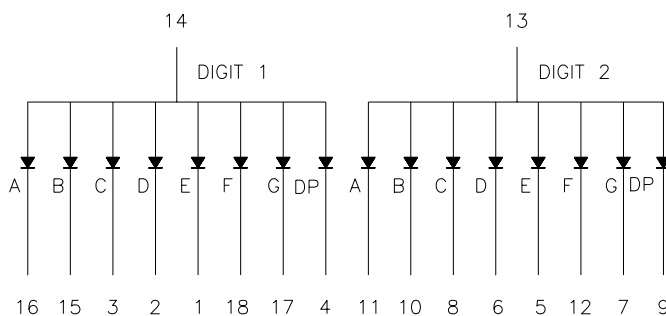 14 13
DIGIT 1 DIGIT 2
A B C D E F G DP A B C D E F G DP
16 15 3 2 1 18 17 4 11 10 8 6 5 12 7 9